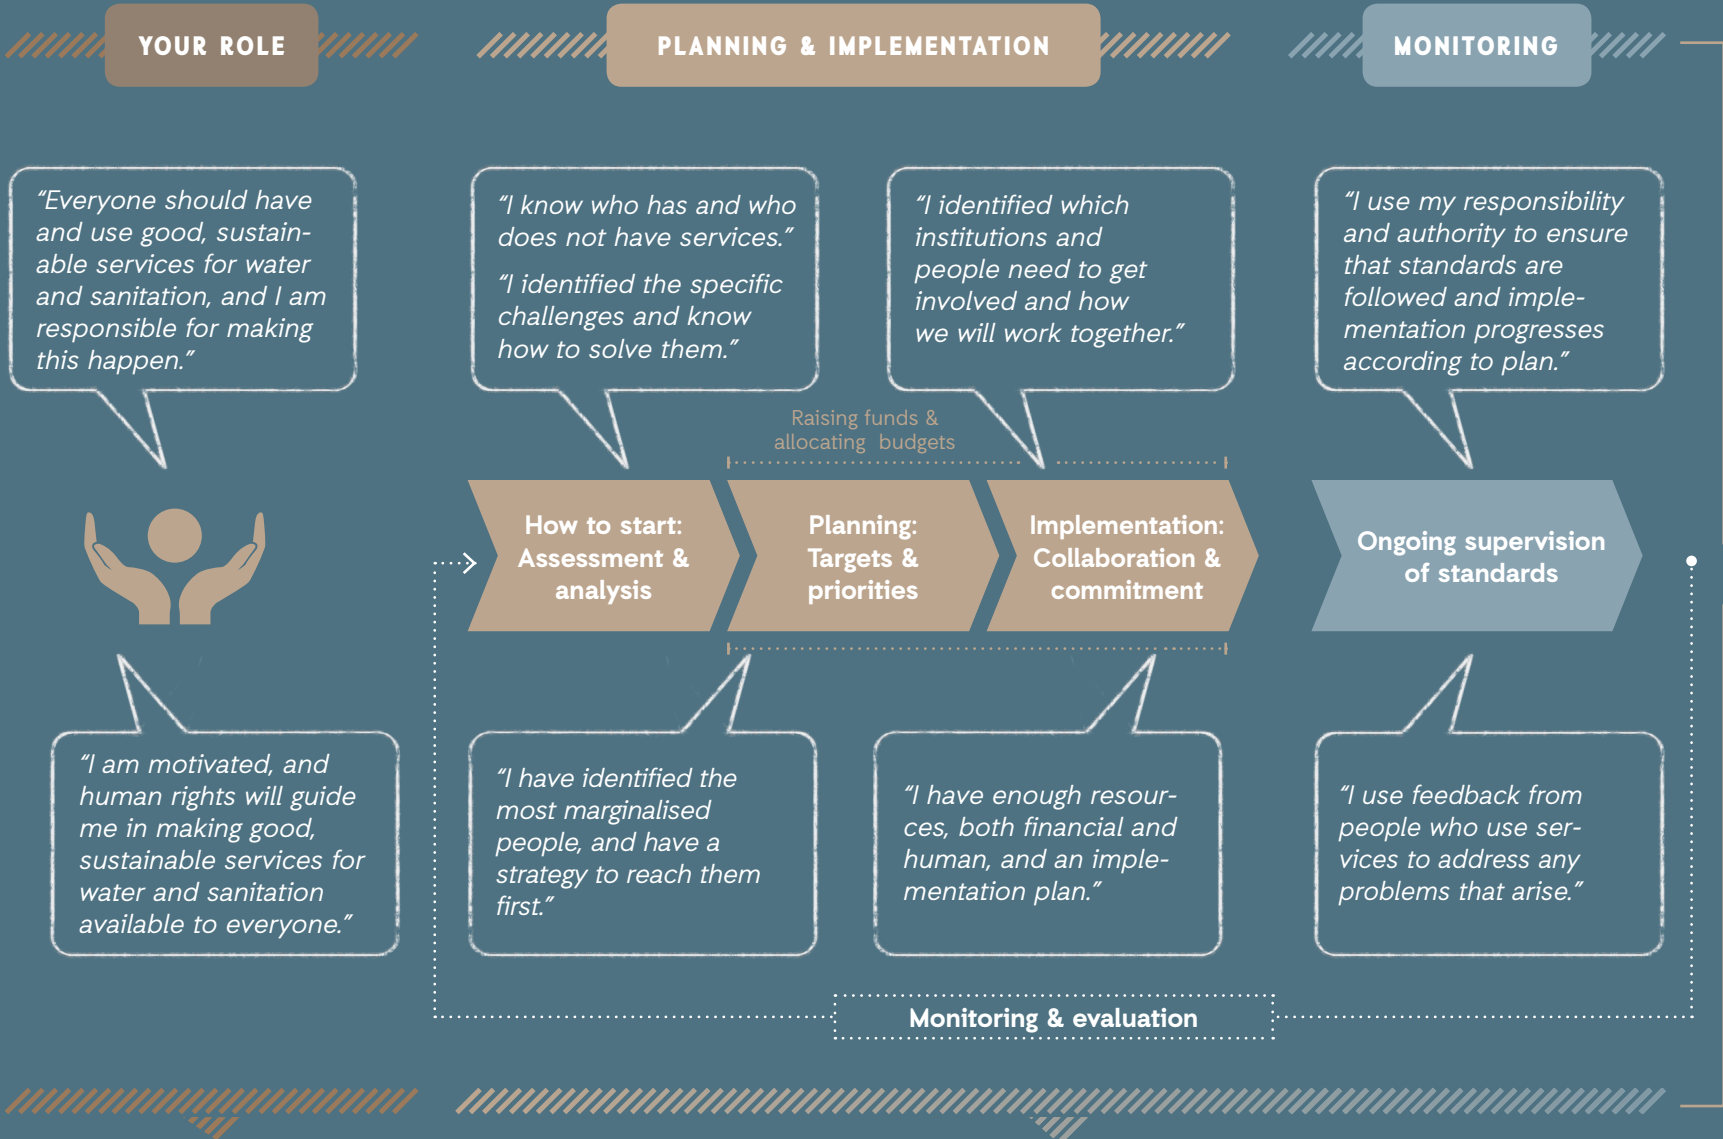 YOUR ROLE
PLANNING & IMPLEMENTATION
MONITORING
“Everyone should have
and use good, sustain-
able services for water
and sanitation, and I am
responsible for making
this happen.”
“I know who has and who
does not have services.”
“I identified the specific
challenges and know
how to solve them.”
“I identified which
institutions and
people need to get
involved and how
we will work together.”
“I use my responsibility
and authority to ensure
that standards are
followed and imple-
mentation progresses
according to plan.”
Raising funds &
allocating budgets
How to start:
Assessment &
analysis
Planning:
Targets &
priorities
Implementation:
Collaboration &
commitment
Ongoing supervision
of standards
“I am motivated, and
human rights will guide
me in making good,
sustainable services for
water and sanitation
available to everyone.”
“I have identified the
most marginalised
people, and have a
strategy to reach them
first.”
“I have enough resour-
ces, both financial and
human, and an imple-
mentation plan.”
“I use feedback from
people who use ser-
vices to address any
problems that arise.”
Monitoring & evaluation